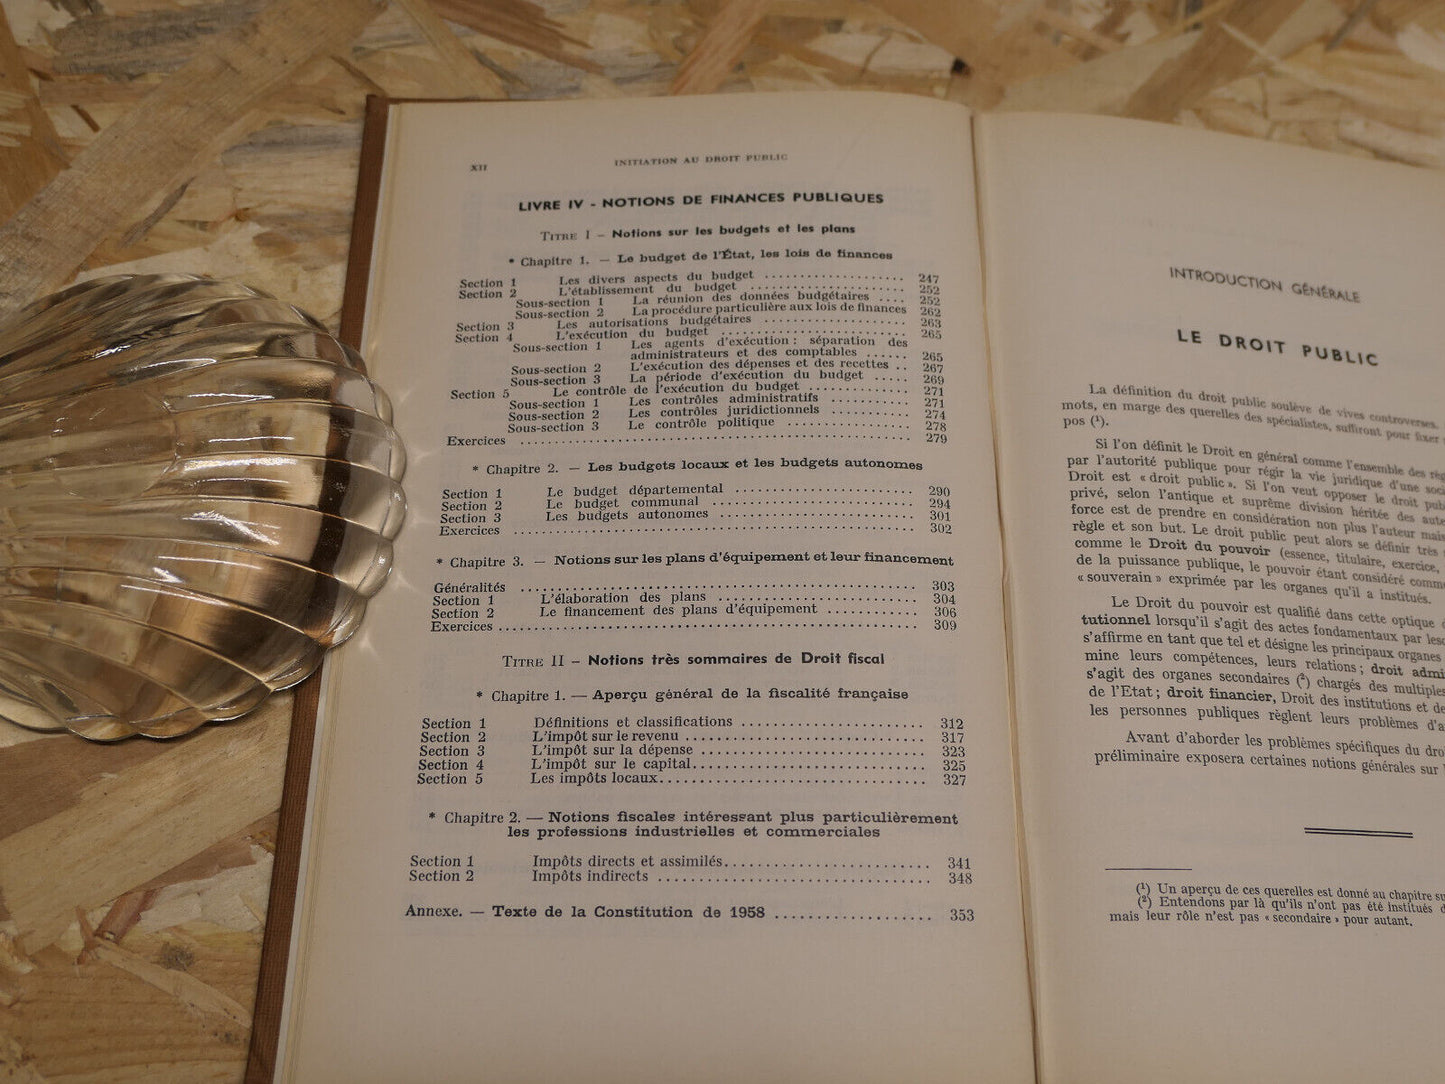 XII
INITIATION AU DROIT PUBLIC
LIVRE IV - NOTIONS DE FINANCES PUBLIQUES
TITRE I – Notions sur les budgets et les plans
* Chapitre 1. — Le budget de l'État, les lois de finances
Section 1 Les divers aspects du budget .................... 247
Section 2 L'établissement du budget .................... 252
Sous-section 1 La réunion des données budgétaires .... 252
Sous-section 2 La procédure particulière aux lois de finances 262
Section 3 Les autorisations budgétaires .................... 263
Section 4 L'exécution du budget .................... 265
Sous-section 1 Les agents d'exécution : séparation des
administrateurs et des comptables ...... 265
Sous-section 2 L'exécution des dépenses et des recettes .. 267
Sous-section 3 La période d'exécution du budget ..... 269
Section 5 Le contrôle de l'exécution du budget .............. 271
Sous-section 1 Les contrôles administratifs ........... 271
Sous-section 2 Les contrôles juridictionnels ........... 274
Sous-section 3 Le contrôle politique ................ 278
Exercices .................................................. 279
* Chapitre 2. — Les budgets locaux et les budgets autonomes
Section 1 Le budget départemental ........................ 290
Section 2 Le budget communal ........................ 294
Section 3 Les budgets autonomes ........................ 301
Exercices .................................................. 302
* Chapitre 3. — Notions sur les plans d'équipement et leur financement
Généralités .................................................. 303
Section 1 L'élaboration des plans ........................ 304
Section 2 Le financement des plans d'équipement ............ 306
Exercices .................................................. 309
TITRE II – Notions très sommaires de Droit fiscal
* Chapitre 1. — Aperçu général de la fiscalité française
Section 1 Définitions et classifications ........................ 312
Section 2 L'impôt sur le revenu .............................. 317
Section 3 L'impôt sur la dépense ............................ 323
Section 4 L'impôt sur le capital .............................. 325
Section 5 Les impôts locaux.................................. 327
* Chapitre 2. — Notions fiscales intéressant plus particulièrement
les professions industrielles et commerciales
Section 1 Impôts directs et assimilés........................... 341
Section 2 Impôts indirects .................................. 348
Annexe. — Texte de la Constitution de 1958 .................... 353
INTRODUCTION GÉNÉRALE
LE DROIT PUBLIC
La définition du droit public soulève de vives controverses.
mots, en marge des querelles des spécialistes, suffiront pour fixer
pos (¹).
Si l'on définit le Droit en général comme l'ensemble des
par l'autorité publique pour régir la vie juridique d'une
Droit est « droit public ». Si l'on veut opposer le droit
privé, selon l'antique et suprême division héritée des
force est de prendre en considération non plus l'auteur mais
règle et son but. Le droit public peut alors se définir très
comme le Droit du pouvoir (essence, titulaire, exercice,
de la puissance publique, le pouvoir étant considéré
« souverain » exprimée par les organes qu'il a institués.
Le Droit du pouvoir est qualifié dans cette optique
tutionnel lorsqu'il s'agit des actes fondamentaux par
s'affirme en tant que tel et désigne les principaux organes
mine leurs compétences, leurs relations ; droit
s'agit des organes secondaires (²) chargés des multiples
de l'Etat ; droit financier, Droit des institutions et
les personnes publiques règlent leurs problèmes
Avant d'aborder les problèmes spécifiques du
préliminaire exposera certaines notions générales sur
(¹) Un aperçu de ces querelles est donné au chapitre
(²) Entendons par là qu'ils n'ont pas été institués
mais leur rôle n'est pas « secondaire » pour autant.